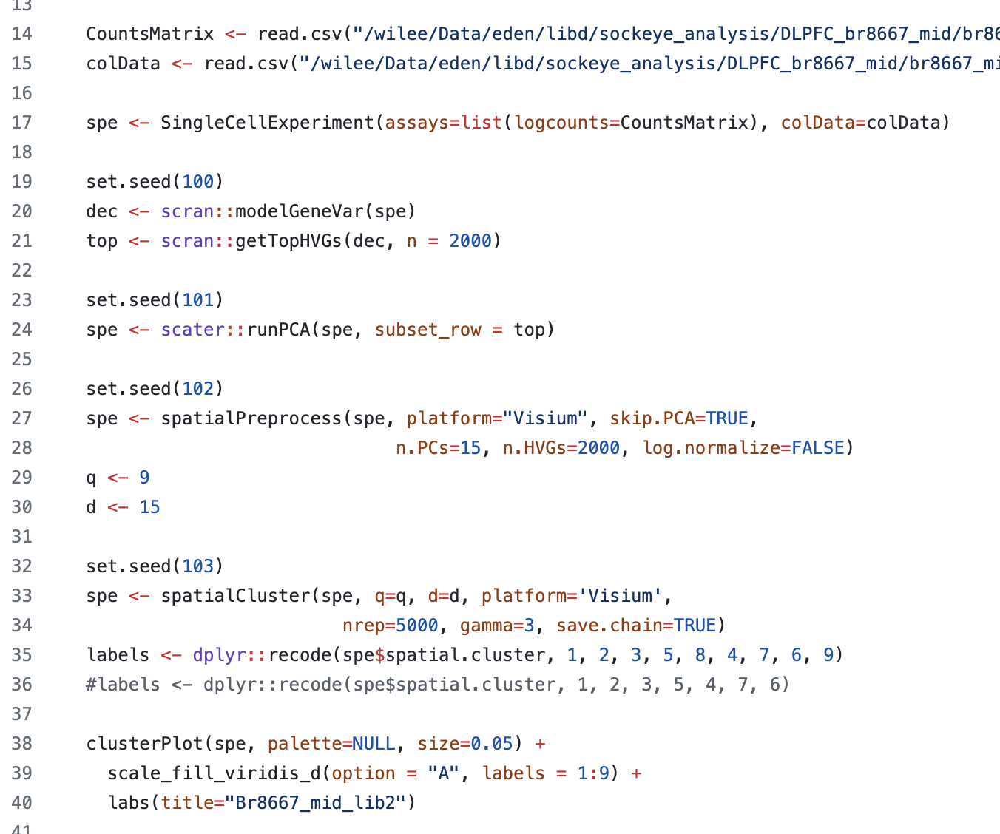 13
14 CountsMatrix <- read.csv("/wilee/Data/eden/libd/sockeye_analysis/DLPFC_br8667_mid/br86
15 colData <- read.csv("/wilee/Data/eden/libd/sockeye_analysis/DLPFC_br8667_mid/br8667_mi
16
17 spe <- SingleCellExperiment(assays=list(logcounts=CountsMatrix), colData=colData)
18
19 set.seed(100)
20 dec <- scran::modelGeneVar(spe)
21 top <- scran::getTopHVGs(dec, n = 2000)
22
23 set.seed(101)
24 spe <- scater::runPCA(spe, subset_row = top)
25
26 set.seed(102)
27 spe <- spatialPreprocess(spe, platform="Visium", skip.PCA=TRUE,
28                              n.PCs=15, n.HVGs=2000, log.normalize=FALSE)
29 q <- 9
30 d <- 15
31
32 set.seed(103)
33 spe <- spatialCluster(spe, q=q, d=d, platform='Visium',
34                         nrep=5000, gamma=3, save.chain=TRUE)
35 labels <- dplyr::recode(spe$spatial.cluster, 1, 2, 3, 5, 8, 4, 7, 6, 9)
36 #labels <- dplyr::recode(spe$spatial.cluster, 1, 2, 3, 5, 4, 7, 6)
37
38 clusterPlot(spe, palette=NULL, size=0.05) +
39   scale_fill_viridis_d(option = "A", labels = 1:9) +
40   labs(title="Br8667_mid_lib2")
41